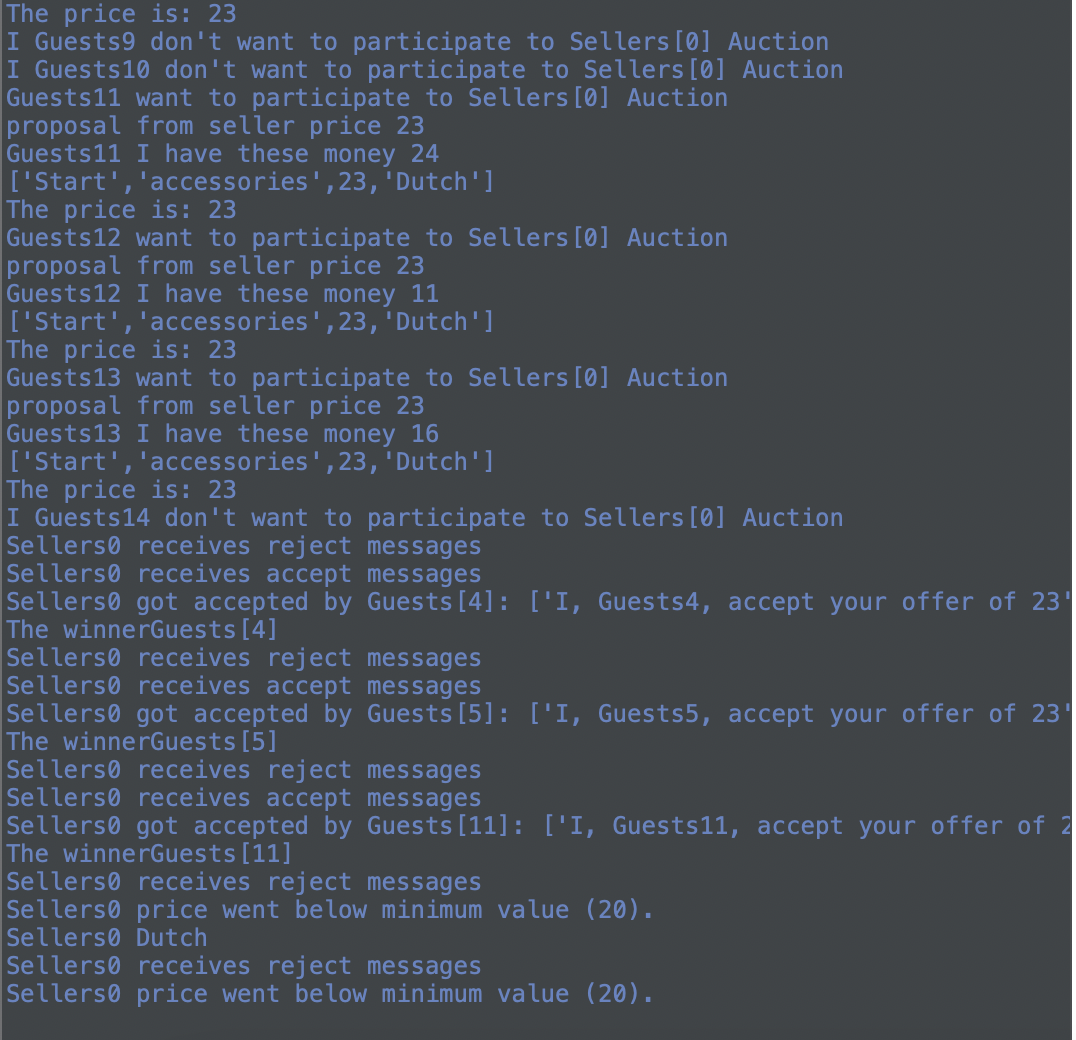 The price is: 23
I Guests9 don't want to participate to Sellers[0] Auction
I Guests10 don't want to participate to Sellers[0] Auction
Guests11 want to participate to Sellers[0] Auction
proposal from seller price 23
Guests11 I have these money 24
['Start','accessories',23,'Dutch']
The price is: 23
Guests12 want to participate to Sellers[0] Auction
proposal from seller price 23
Guests12 I have these money 11
['Start','accessories',23,'Dutch']
The price is: 23
Guests13 want to participate to Sellers[0] Auction
proposal from seller price 23
Guests13 I have these money 16
['Start','accessories',23,'Dutch']
The price is: 23
I Guests14 don't want to participate to Sellers[0] Auction
Sellers0 receives reject messages
Sellers0 receives accept messages
Sellers0 got accepted by Guests[4]: ['I, Guests4, accept your offer of 23'
The winnerGuests[4]
Sellers0 receives reject messages
Sellers0 receives accept messages
Sellers0 got accepted by Guests[5]: ['I, Guests5, accept your offer of 23'
The winnerGuests[5]
Sellers0 receives reject messages
Sellers0 receives accept messages
Sellers0 got accepted by Guests[11]: ['I, Guests11, accept your offer of 2
The winnerGuests[11]
Sellers0 receives reject messages
Sellers0 price went below minimum value (20).
Sellers0 Dutch
Sellers0 receives reject messages
Sellers0 price went below minimum value (20).